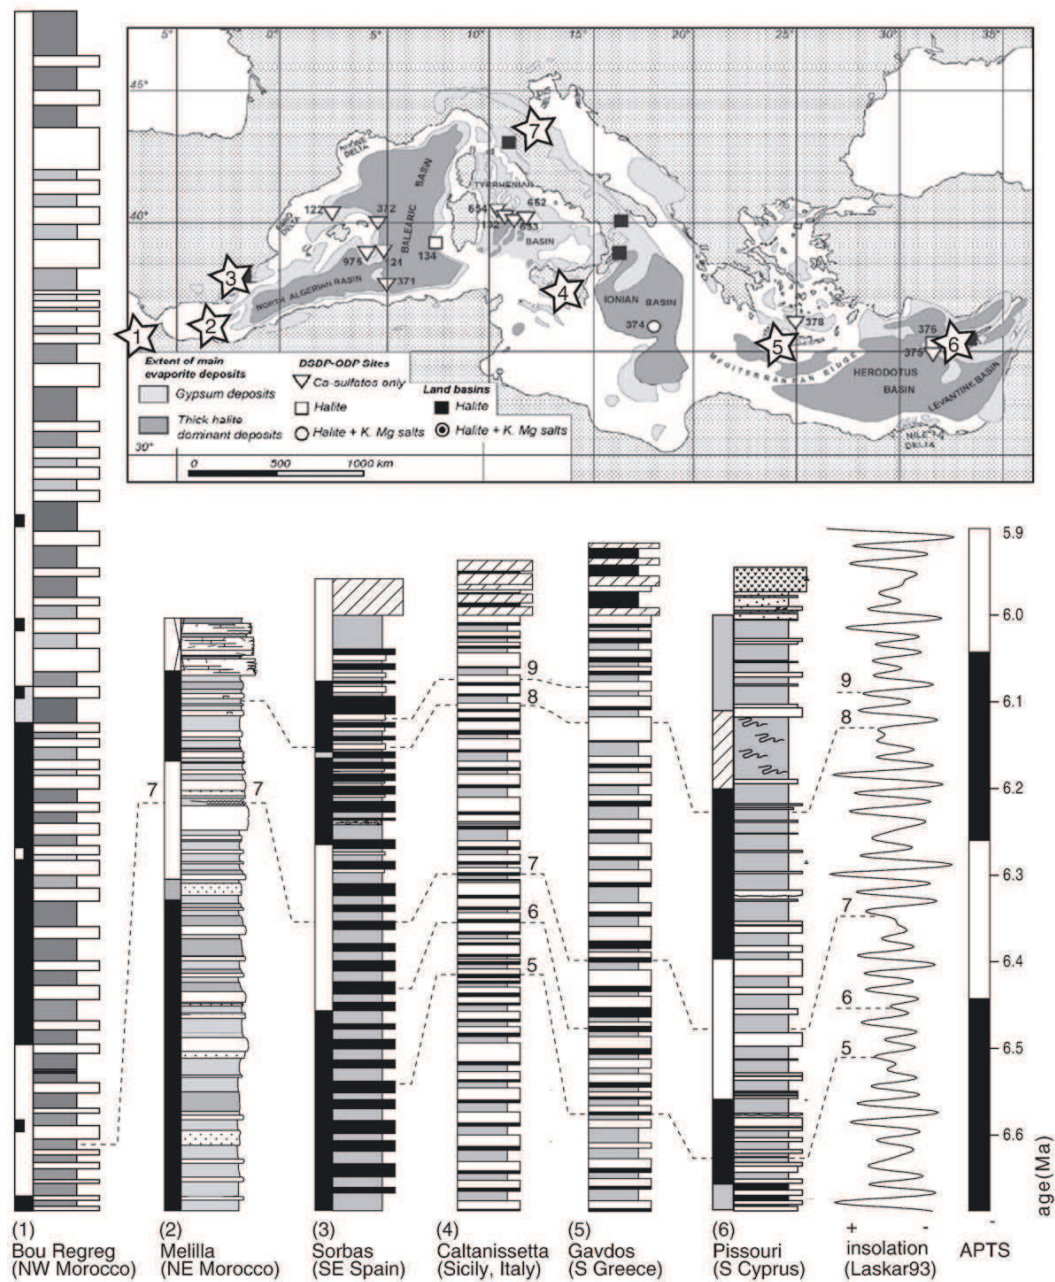 5° 0° 5° 10° 15° 20° 25° 30° 35°
45°
7
RHÔNE
DELTA
BASIN
TYRRHENIAN
122
372
654
652
132
653
40°
EBRO
DELTA
BALEARIC
BASIN
975
134
371
3
NORTH ALGERIAN BASIN
4
IONIAN
BASIN
374
1
2
5
378
376
375
6
MEDITERRANEAN RIDGE
HERODOTUS
BASIN
LEVANTINE BASIN
NILE
DELTA
Extent of main
evaporite deposits
Gypsum deposits
Thick halite
dominant deposits
DSDP-ODP Sites
Ca-sulfates only
Halite
Halite + K. Mg salts
Land basins
Halite
Halite + K. Mg salts
30°
0 500 1000 km
5.9
6.0
6.1
6.2
6.3
6.4
6.5
6.6
age(Ma)
9
8
9
8
7
7
7
6
5
7
6
5
+ - -
(1)
Bou Regreg
(NW Morocco)
(2)
Melilla
(NE Morocco)
(3)
Sorbas
(SE Spain)
(4)
Caltanissetta
(Sicily, Italy)
(5)
Gavdos
(S Greece)
(6)
Pissouri
(S Cyprus)
insolation
(Laskar93)
APTS